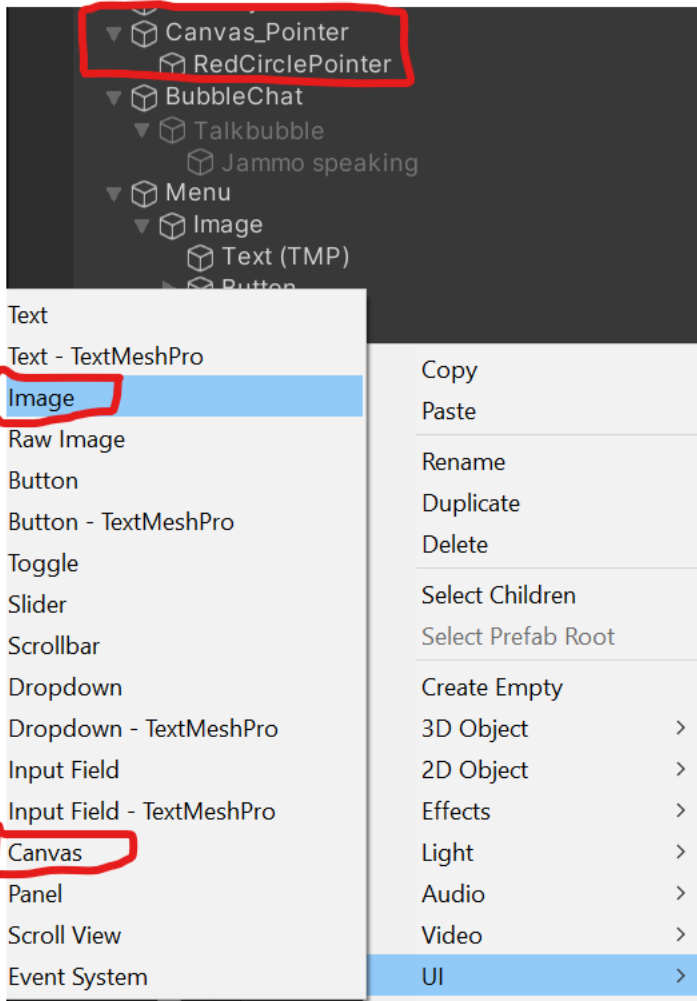 Canvas_Pointer
RedCirclePointer
BubbleChat
Talkbubble
Jammo speaking
Menu
Image
Text (TMP)
Button
Text
Text - TextMeshPro
Image
Raw Image
Button
Button - TextMeshPro
Toggle
Slider
Scrollbar
Dropdown
Dropdown - TextMeshPro
Input Field
Input Field - TextMeshPro
Canvas
Panel
Scroll View
Event System
Copy
Paste
Rename
Duplicate
Delete
Select Children
Select Prefab Root
Create Empty
3D Object
2D Object
Effects
Light
Audio
Video
UI